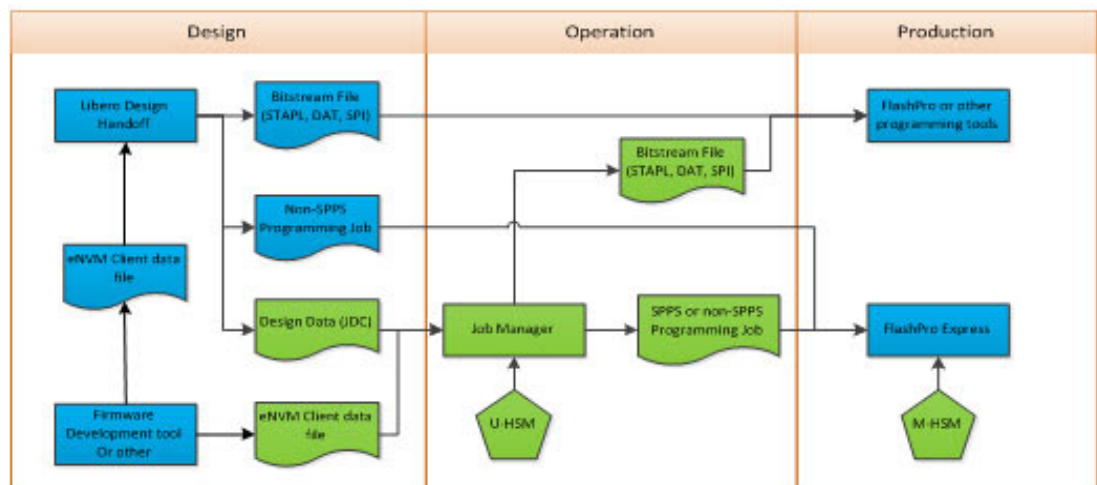 Design
Operation
Production
Libero Design
Handoff
Bitstream File
(STAPL, DAT, SPI)
FlashPro or other
programming tools
Bitstream File
(STAPL, DAT, SPI)
Non-SPPS
Programming Job
eNVM Client data
file
Design Data (JDC)
Job Manager
SPPS or non-SPPS
Programming Job
FlashPro Express
Firmware
Development tool
Or other
eNVM Client data
file
U-HSM
M-HSM